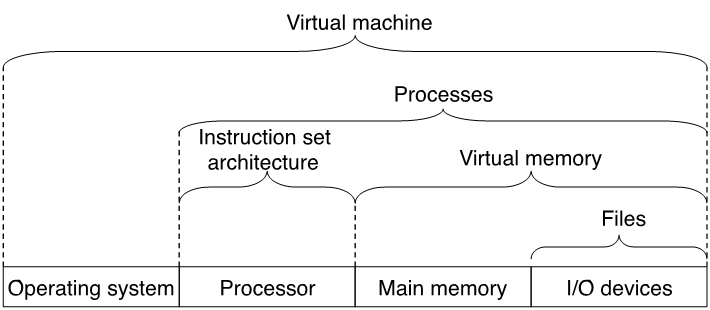 Virtual machine
Processes
Instruction set
architecture
Virtual memory
Files
Operating system
Processor
Main memory
I/O devices